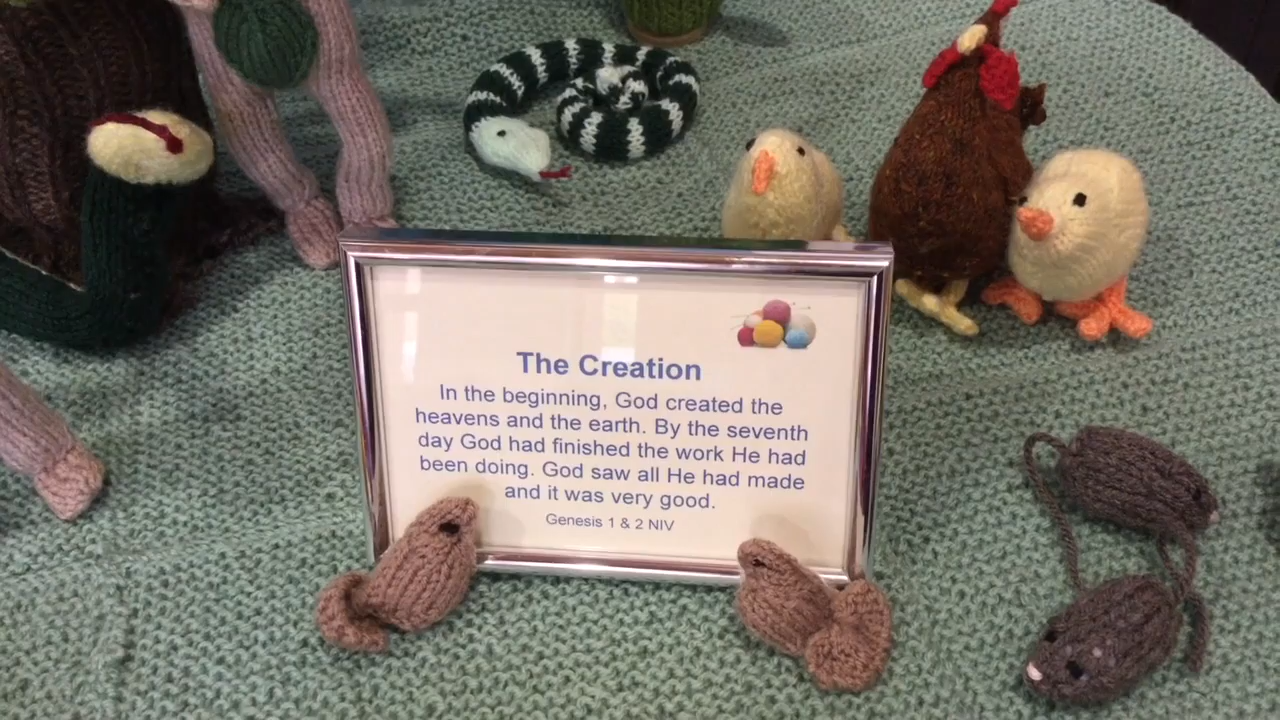 The Creation
In the beginning, God created the
heavens and the earth. By the seventh
day God had finished the work He had
been doing. God saw all He had made
and it was very good.
Genesis 1 & 2 NIV